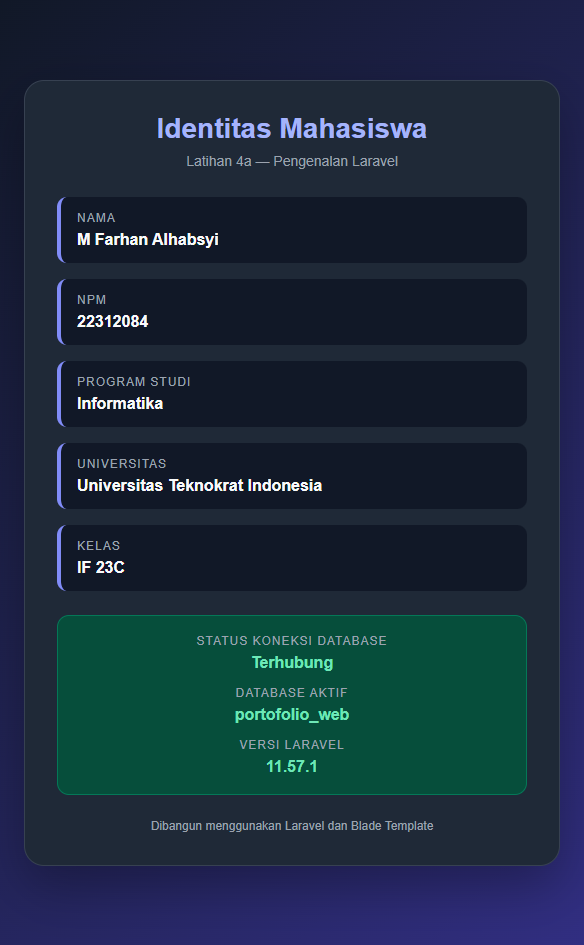 Identitas Mahasiswa
Latihan 4a — Pengenalan Laravel
NAMA
M Farhan Alhabsyi
NPM
22312084
PROGRAM STUDI
Informatika
UNIVERSITAS
Universitas Teknokrat Indonesia
KELAS
IF 23C
STATUS KONEKSI DATABASE
Terhubung
DATABASE AKTIF
portofolio_web
VERSI LARAVEL
11.57.1
Dibangun menggunakan Laravel dan Blade Template